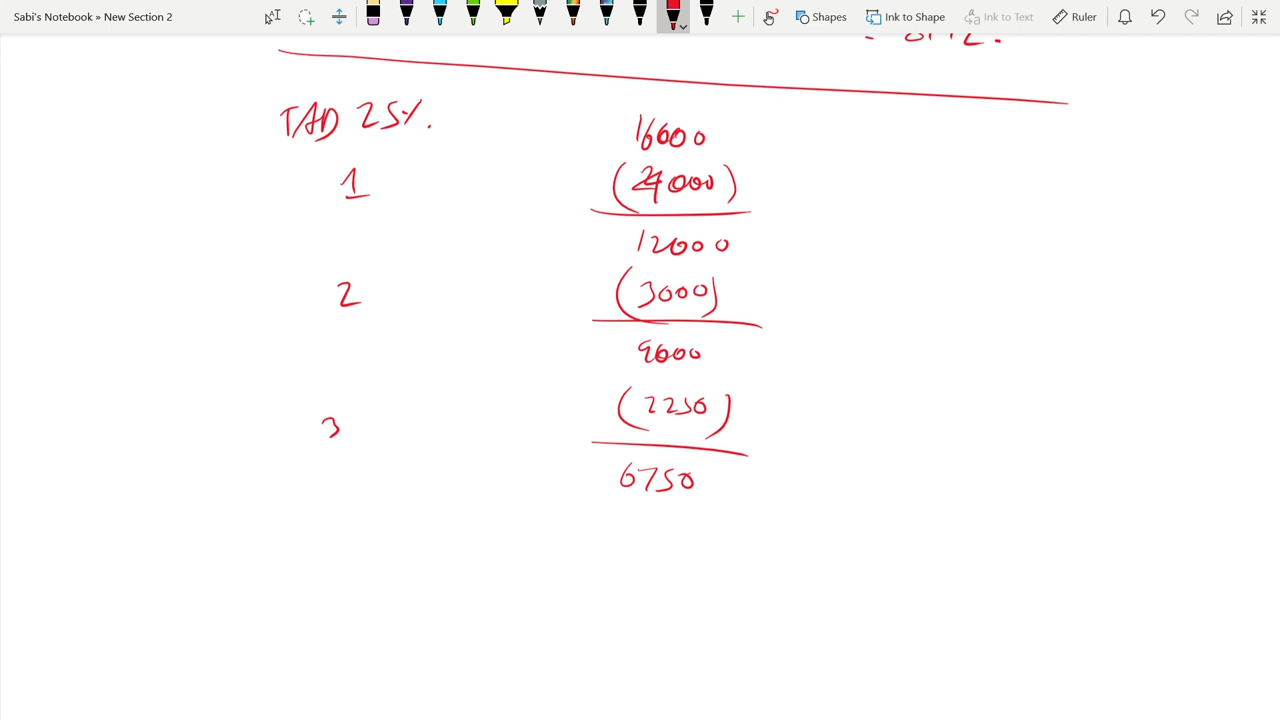 Sabi's Notebook » New Section 2
Shapes Ink to Shape Ink to Text Ruler
TAD 25%.
16000
1 (4000)
12000
2 (3000)
9000
3 (2250)
6750